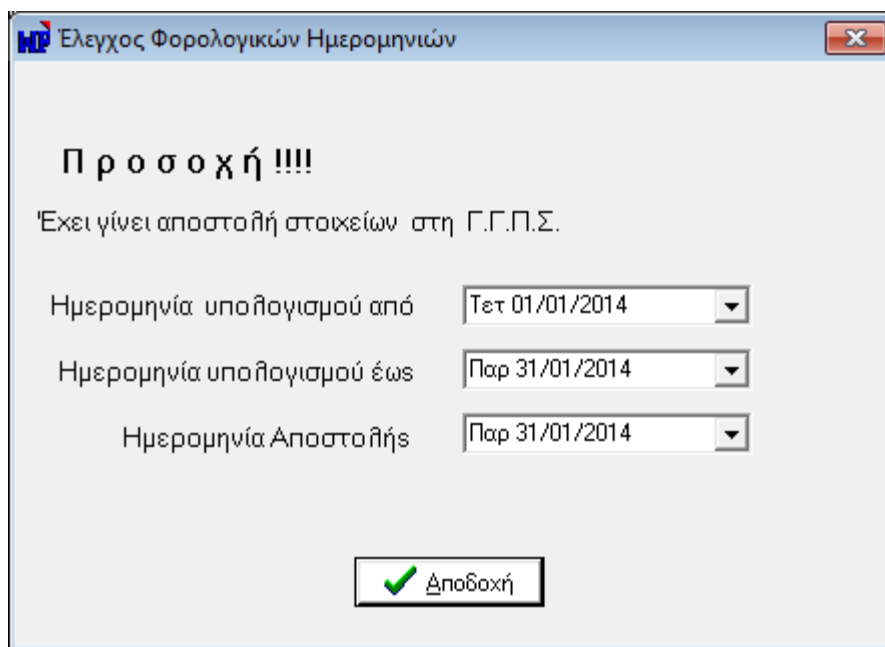 Έλεγχος Φορολογικών Ημερομηνιών
Π ρ ο σ ο χ ή !!!!
Έχει γίνει αποστολή στοιχείων στη Γ.Γ.Π.Σ.
Ημερομηνία υπολογισμού από Τετ 01/01/2014
Ημερομηνία υπολογισμού έως Παρ 31/01/2014
Ημερομηνία Αποστολής Παρ 31/01/2014
Αποδοχή